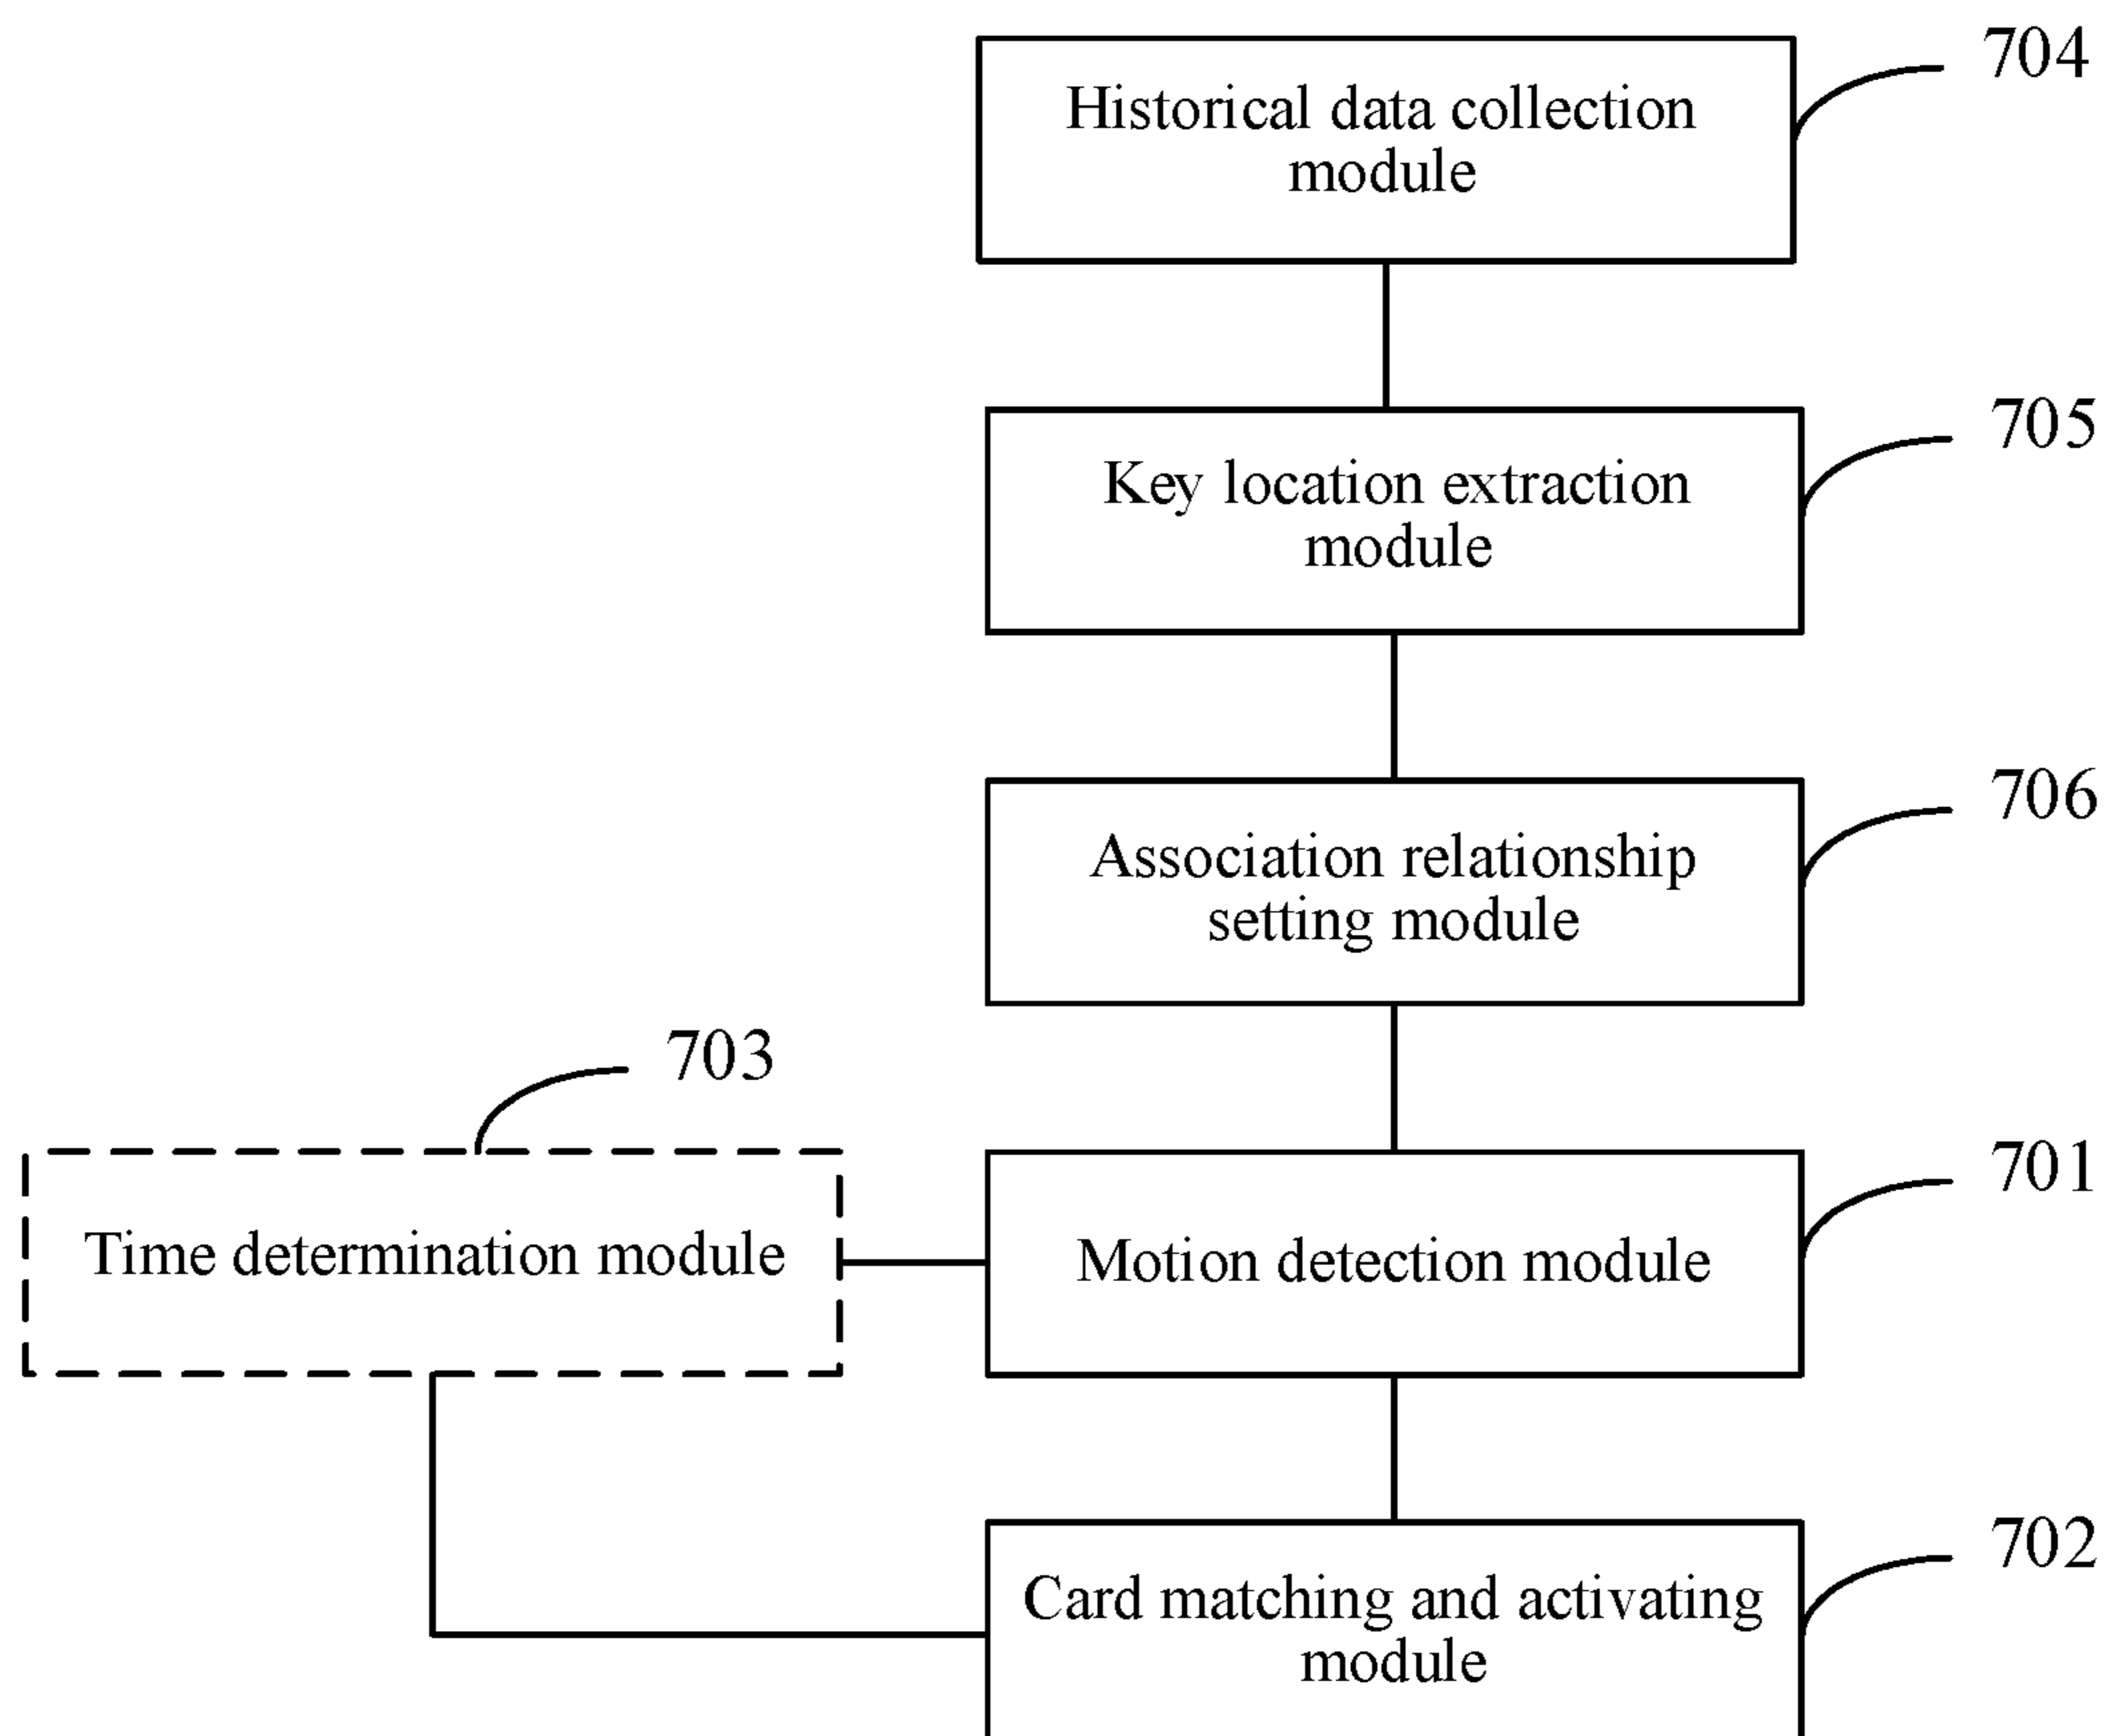 704
Historical data collection
module
705
Key location extraction
module
706
Association relationship
setting module
703
701
Time determination module
Motion detection module
702
Card matching and activating
module